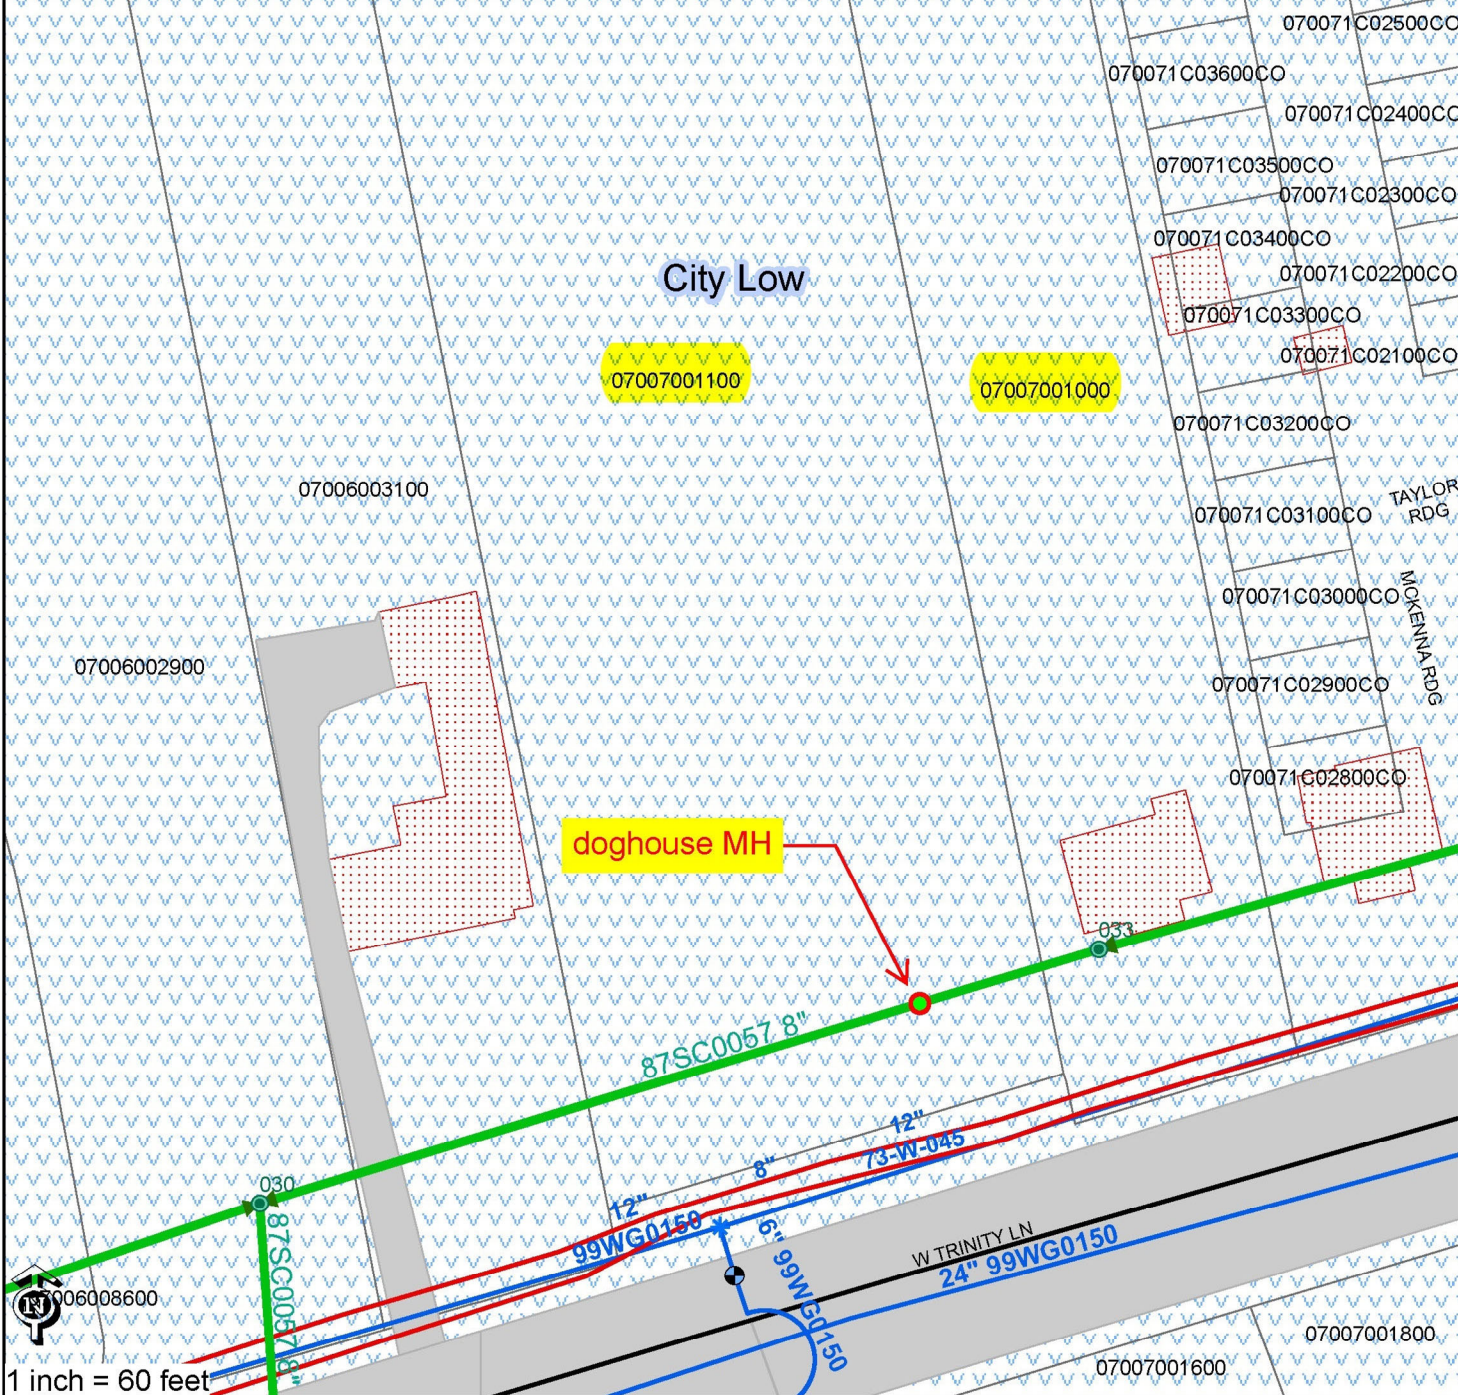 070071C02500CO
070071C03600CO
070071C02400CO
070071C03500CO
070071C02300CO
070071C03400CO
070071C02200CO
City Low
070071C03300CO
070071C02100CO
07007001100
07007001000
070071C03200CO
07006003100
TAYLOR
RDG
070071C03100CO
MCKENNA RDG
070071C03000CO
07006002900
070071C02900CO
070071C02800CO
doghouse MH
033
87SC0057 8"
12"
73-W-045
8"
030
12"
99WG0150
6" 99WG0150
W TRINITY LN
24" 99WG0150
87SC0057 8"
07006008600
N
07007001800
07007001600
1 inch = 60 feet